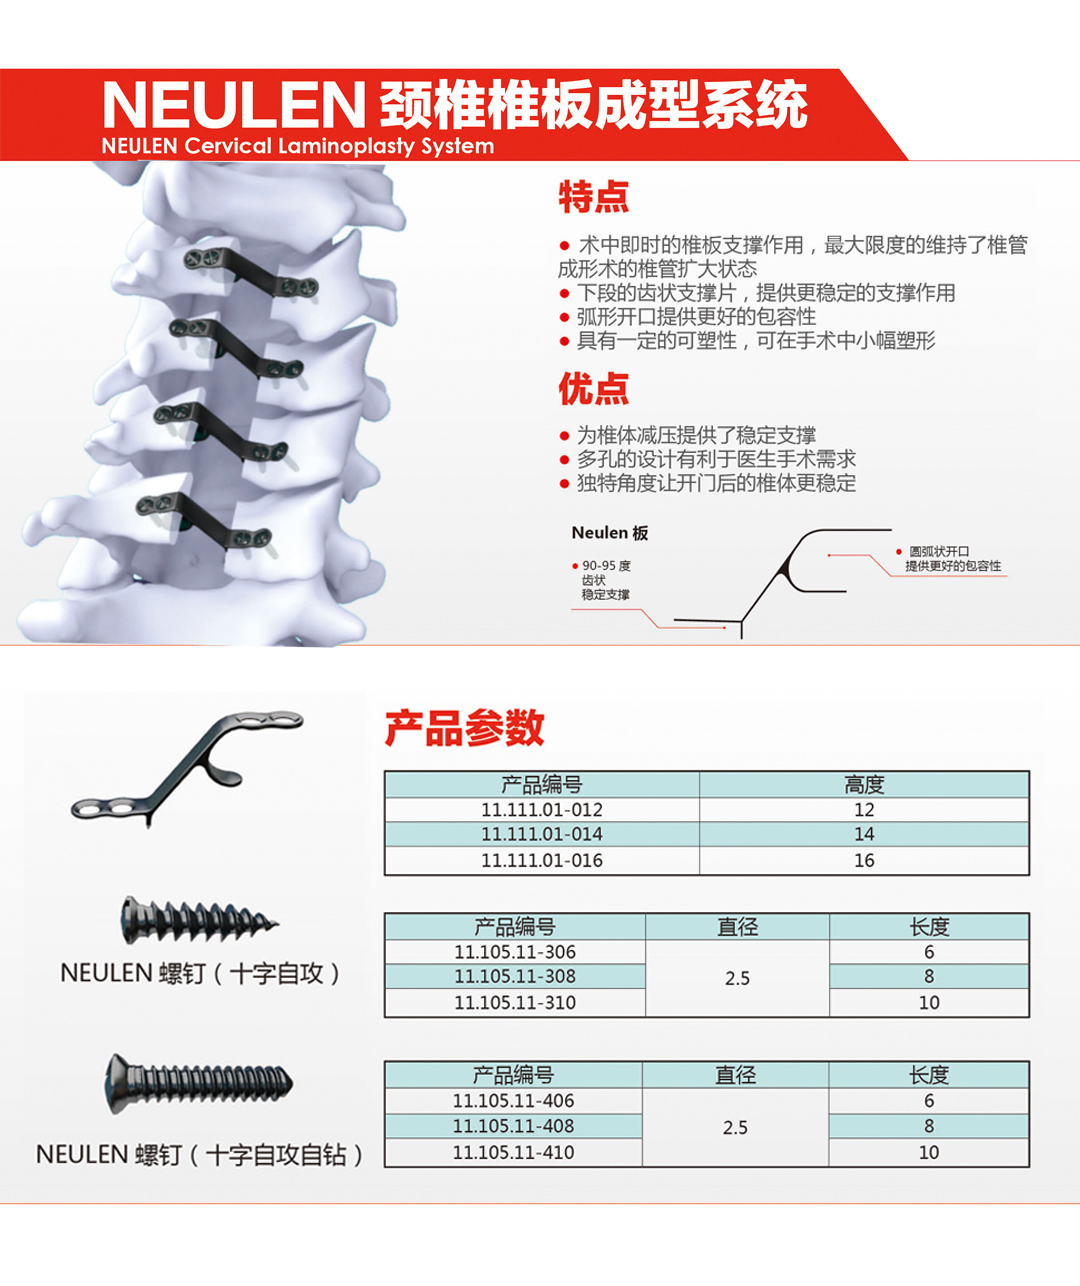 NEULEN 颈椎椎板成型系统
NEULEN Cervical Laminoplasty System
特点
● 术中即时的椎板支撑作用，最大限度的维持了椎管
成形术的椎管扩大状态
● 下段的齿状支撑片，提供更稳定的支撑作用
● 弧形开口提供更好的包容性
● 具有一定的可塑性，可在手术中小幅塑形
优点
● 为椎体减压提供了稳定支撑
● 多孔的设计有利于医生手术需求
● 独特角度让开门后的椎体更稳定
Neulen 板
● 90-95 度
齿状
稳定支撑
● 圆弧状开口
提供更好的包容性
产品参数
产品编号 高度
11.111.01-012 12
11.111.01-014 14
11.111.01-016 16
NEULEN 螺钉（十字自攻）
产品编号 直径 长度
11.105.11-306 6
11.105.11-308 2.5 8
11.105.11-310 10
NEULEN 螺钉（十字自攻自钻）
产品编号 直径 长度
11.105.11-406 6
11.105.11-408 2.5 8
11.105.11-410 10